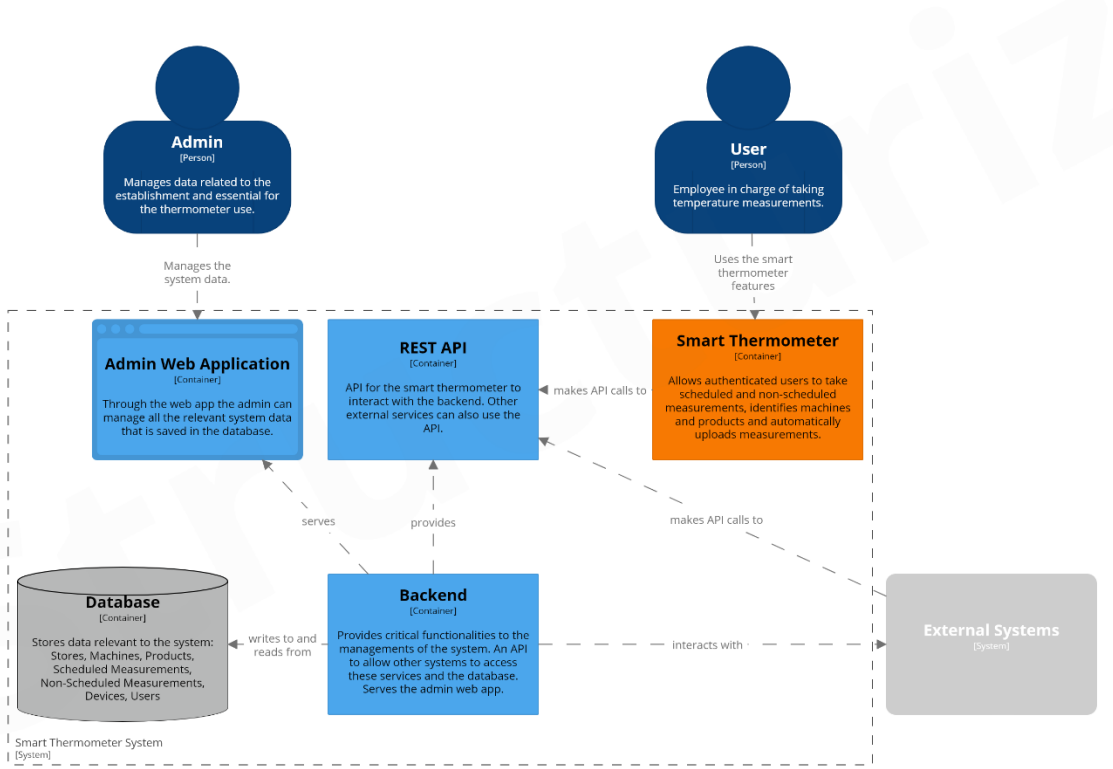 Admin
[Person]
Manages data related to the
establishment and essential for
the thermometer use.
User
[Person]
Employee in charge of taking
temperature measurements.
Manages the
system data.
Uses the smart
thermometer
features
Admin Web Application
[Container]
Through the web app the admin can
manage all the relevant system data
that is saved in the database.
REST API
[Container]
API for the smart thermometer to
interact with the backend. Other
external services can also use the
API.
makes API calls to
Smart Thermometer
[Container]
Allows authenticated users to take
scheduled and non-scheduled
measurements, identifies machines
and products and automatically
uploads measurements.
serves
provides
makes API calls to
Database
[Container]
Stores data relevant to the system:
Stores, Machines, Products,
Scheduled Measurements,
Non-Scheduled Measurements,
Devices, Users
writes to and
reads from
Backend
[Container]
Provides critical functionalities to the
managements of the system. An API
to allow other systems to access
these services and the database.
Serves the admin web app.
interacts with
External Systems
[System]
Smart Thermometer System
[System]